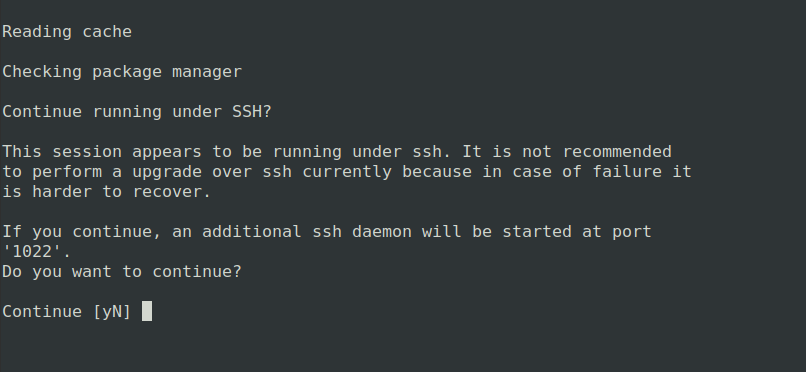 Reading cache
Checking package manager
Continue running under SSH?
This session appears to be running under ssh. It is not recommended
to perform a upgrade over ssh currently because in case of failure it
is harder to recover.
If you continue, an additional ssh daemon will be started at port
'1022'.
Do you want to continue?
Continue [yN]